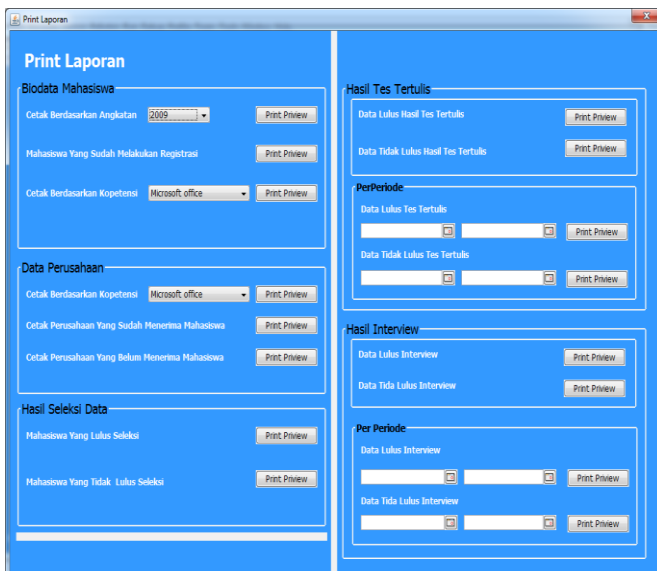 Print Laporan
Print Laporan
Biodata Mahasiswa
Cetak Berdasarkan Angkatan 2009 Print Priview
Mahasiswa Yang Sudah Melakukan Registrasi Print Priview
Cetak Berdasarkan Kopetensi Microsoft office Print Priview
Data Perusahaan
Cetak Berdasarkan Kopetensi Microsoft office Print Priview
Cetak Perusahaan Yang Sudah Menerima Mahasiswa Print Priview
Cetak Perusahaan Yang Belum Menerima Mahasiswa Print Priview
Hasil Seleksi Data
Mahasiswa Yang Lulus Seleksi Print Priview
Mahasiswa Yang Tidak Lulus Seleksi Print Priview
Hasil Tes Tertulis
Data Lulus Hasil Tes Tertulis Print Priview
Data Tidak Lulus Hasil Tes Tertulis Print Priview
PerPeriode
Data Lulus Tes Tertulis
Print Priview
Data Tidak Lulus Tes Tertulis
Print Priview
Hasil Interview
Data Lulus Interview Print Priview
Data Tida Lulus Interview Print Priview
Per Periode
Data Lulus Interview
Print Priview
Data Tida Lulus Interview
Print Priview